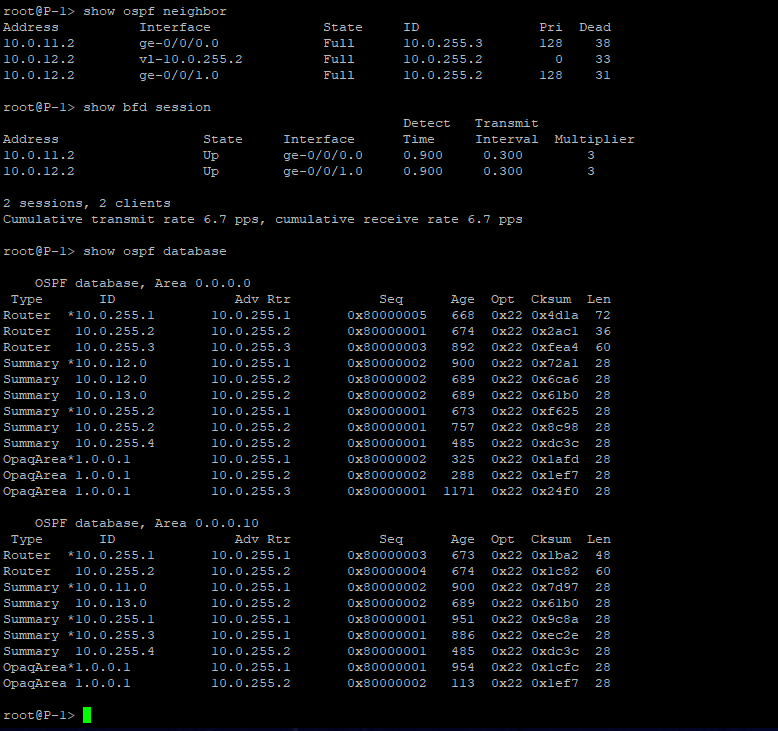 root@P-1> show ospf neighbor
Address          Interface              State     ID               Pri  Dead
10.0.11.2        ge-0/0/0.0             Full      10.0.255.3       128    38
10.0.12.2        vl-10.0.255.2          Full      10.0.255.2         0    33
10.0.12.2        ge-0/0/1.0             Full      10.0.255.2       128    31
root@P-1> show bfd session
                                                  Detect   Transmit
Address                  State     Interface      Time     Interval  Multiplier
10.0.11.2                Up        ge-0/0/0.0     0.900     0.300        3
10.0.12.2                Up        ge-0/0/1.0     0.900     0.300        3
2 sessions, 2 clients
Cumulative transmit rate 6.7 pps, cumulative receive rate 6.7 pps
root@P-1> show ospf database
    OSPF database, Area 0.0.0.0
 Type       ID               Adv Rtr           Seq      Age  Opt  Cksum  Len
Router  *10.0.255.1       10.0.255.1       0x80000005   668  0x22 0x4d1a  72
Router   10.0.255.2       10.0.255.2       0x80000001   674  0x22 0x2ac1  36
Router   10.0.255.3       10.0.255.3       0x80000003   892  0x22 0xfea4  60
Summary *10.0.12.0        10.0.255.1       0x80000002   900  0x22 0x72a1  28
Summary  10.0.12.0        10.0.255.2       0x80000002   689  0x22 0x6ca6  28
Summary  10.0.13.0        10.0.255.2       0x80000002   689  0x22 0x61b0  28
Summary *10.0.255.2       10.0.255.1       0x80000001   673  0x22 0xf625  28
Summary  10.0.255.2       10.0.255.2       0x80000001   757  0x22 0x8c98  28
Summary  10.0.255.4       10.0.255.2       0x80000001   485  0x22 0xdc3c  28
OpaqArea*1.0.0.1          10.0.255.1       0x80000002   325  0x22 0x1afd  28
OpaqArea 1.0.0.1          10.0.255.2       0x80000002   288  0x22 0x1ef7  28
OpaqArea 1.0.0.1          10.0.255.3       0x80000001  1171  0x22 0x24f0  28
    OSPF database, Area 0.0.0.10
 Type       ID               Adv Rtr           Seq      Age  Opt  Cksum  Len
Router  *10.0.255.1       10.0.255.1       0x80000003   673  0x22 0x1ba2  48
Router   10.0.255.2       10.0.255.2       0x80000004   674  0x22 0x1c82  60
Summary *10.0.11.0        10.0.255.1       0x80000002   900  0x22 0x7d97  28
Summary  10.0.13.0        10.0.255.2       0x80000002   689  0x22 0x61b0  28
Summary *10.0.255.1       10.0.255.1       0x80000001   951  0x22 0x9c8a  28
Summary *10.0.255.3       10.0.255.1       0x80000001   886  0x22 0xec2e  28
Summary  10.0.255.4       10.0.255.2       0x80000001   485  0x22 0xdc3c  28
OpaqArea*1.0.0.1          10.0.255.1       0x80000001   954  0x22 0x1cfc  28
OpaqArea 1.0.0.1          10.0.255.2       0x80000002   113  0x22 0x1ef7  28
root@P-1>